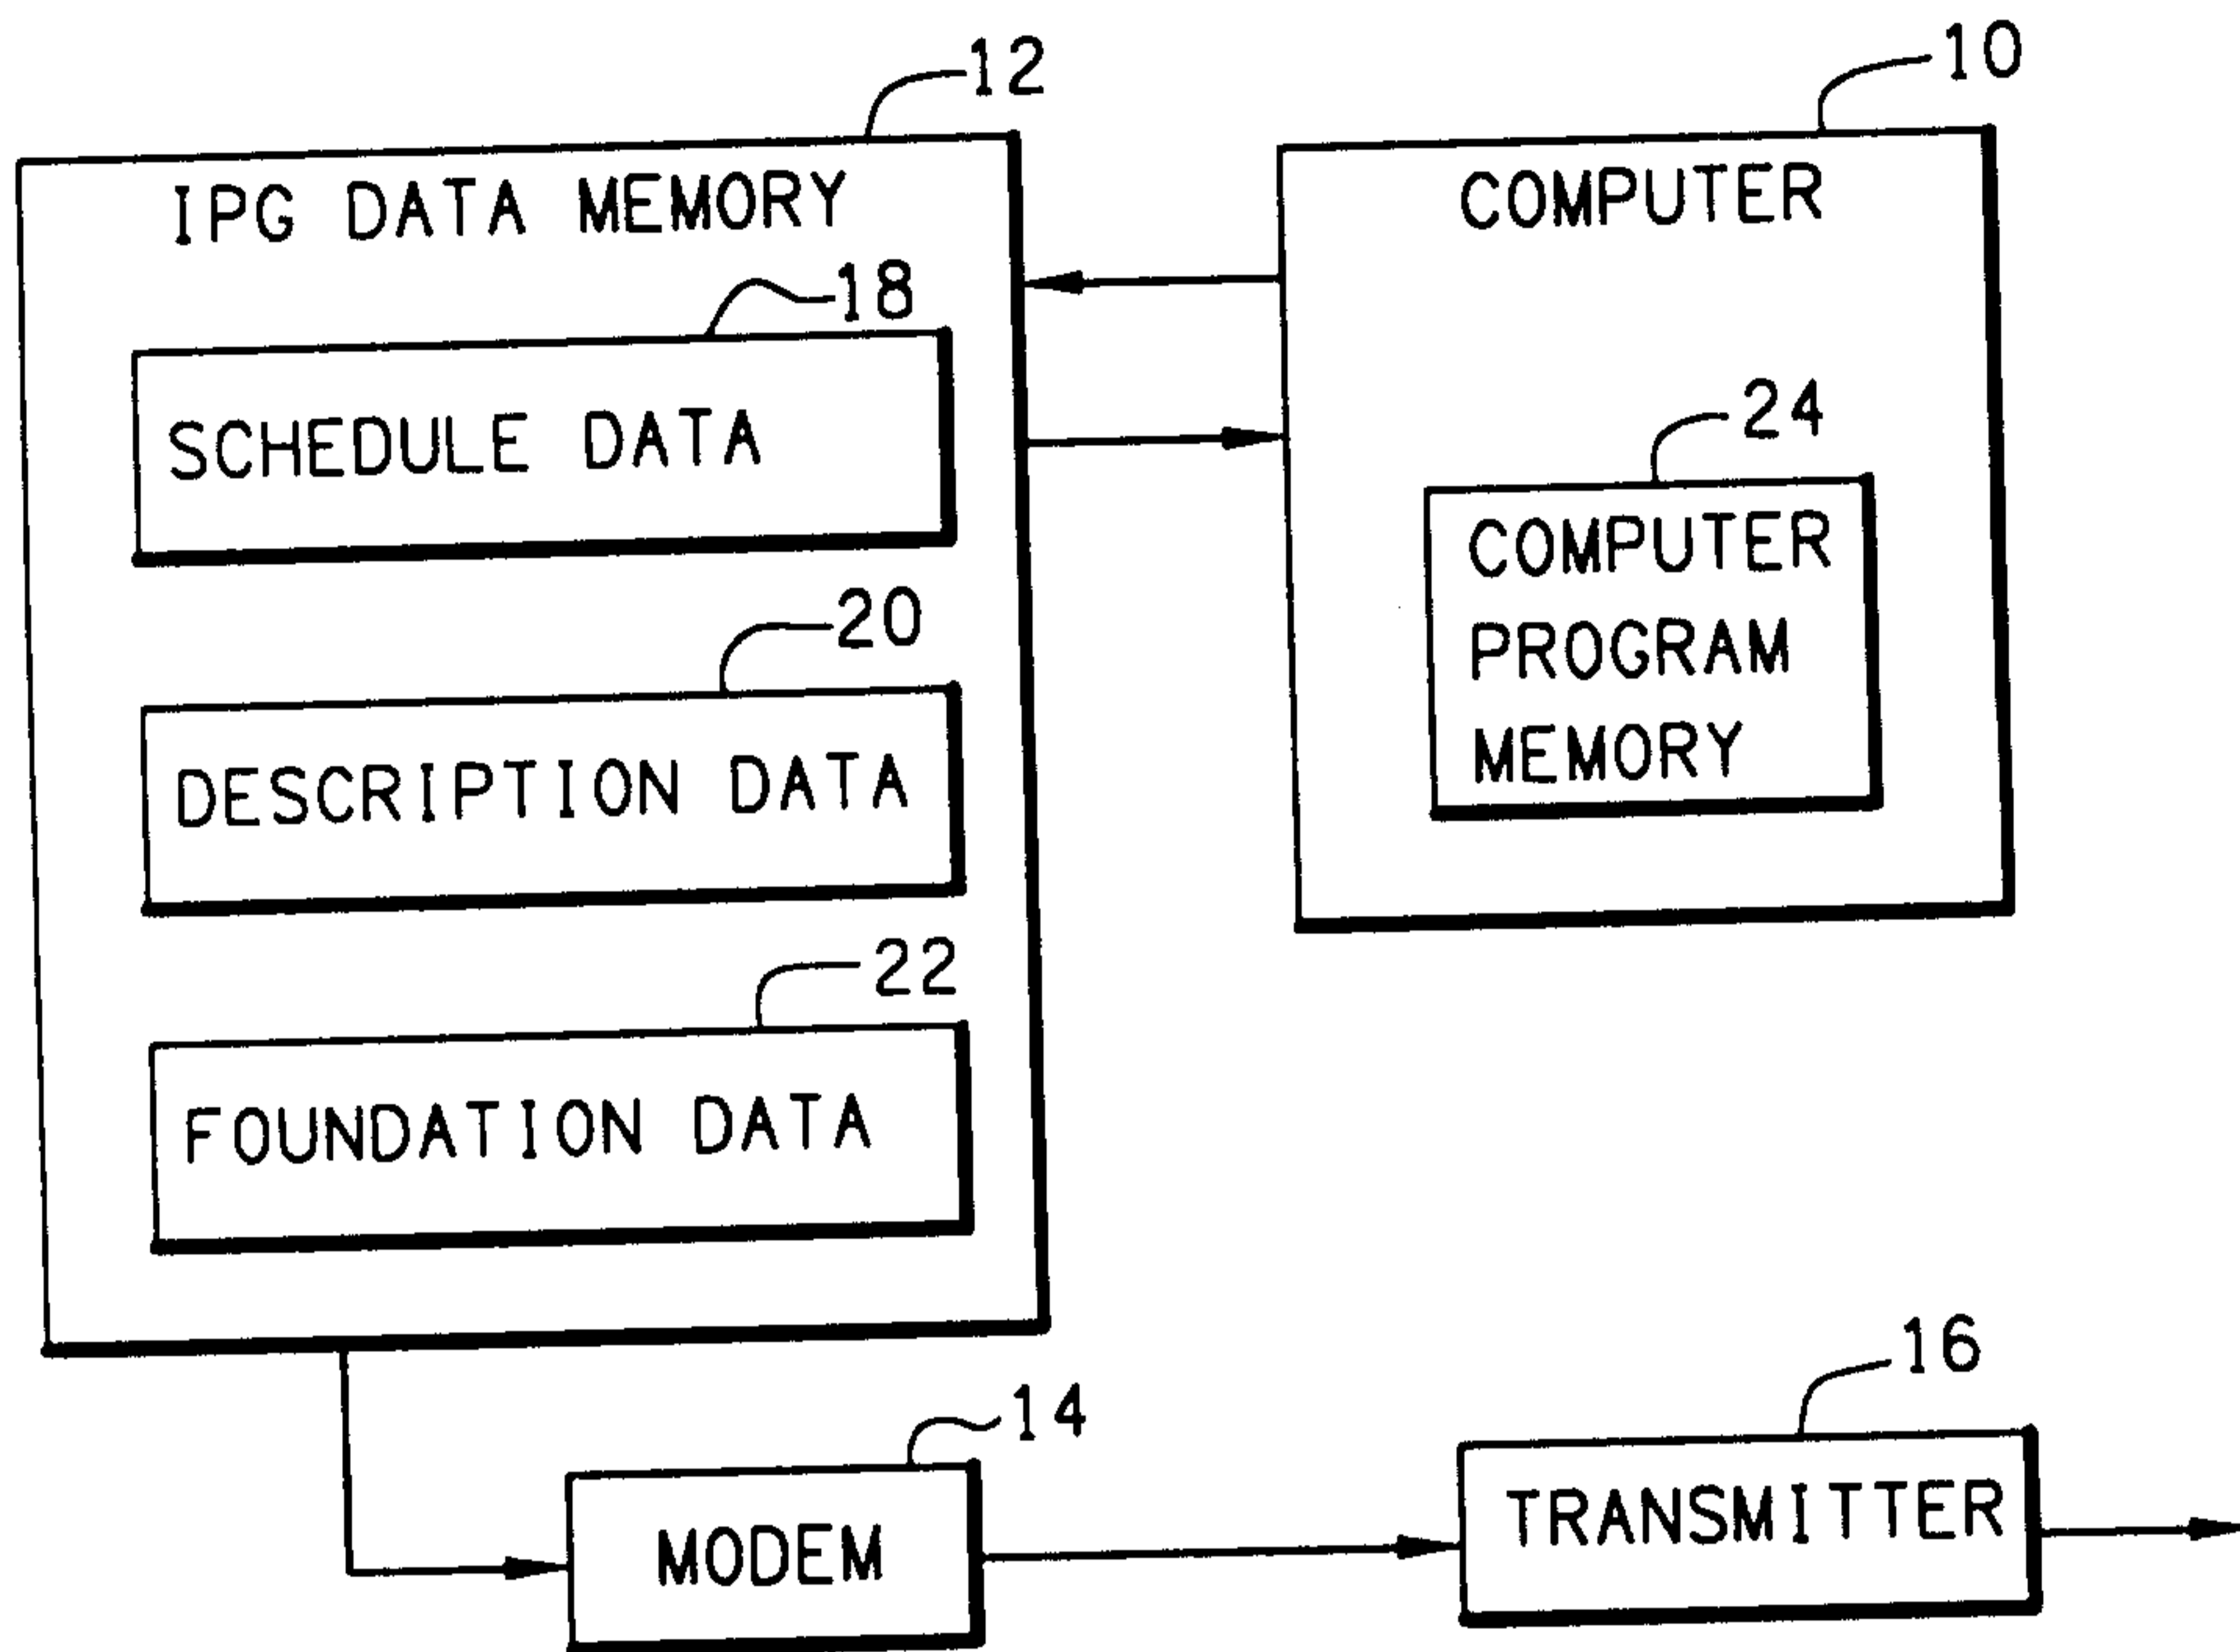 12
IPG DATA MEMORY
18
SCHEDULE DATA
20
DESCRIPTION DATA
22
FOUNDATION DATA
10
COMPUTER
24
COMPUTER
PROGRAM
MEMORY
14
MODEM
16
TRANSMITTER